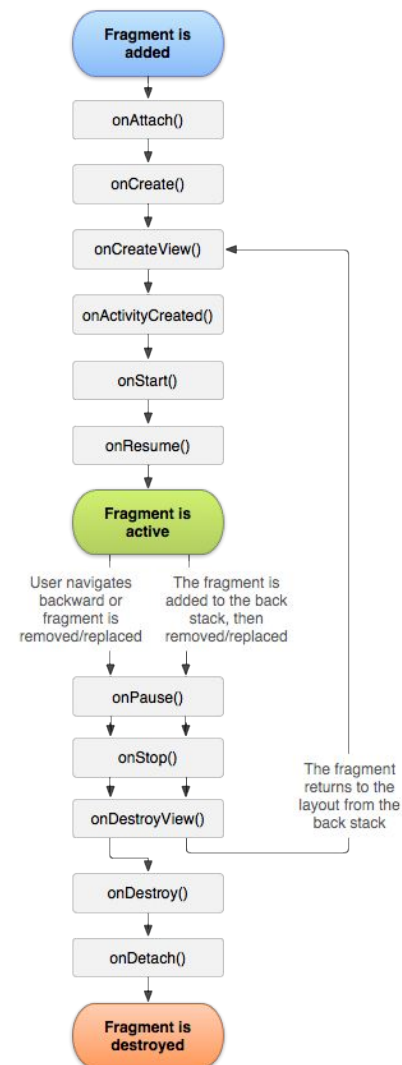 Fragment is
added
onAttach()
onCreate()
onCreateView()
onActivityCreated()
onStart()
onResume()
Fragment is
active
User navigates
backward or
fragment is
removed/replaced
The fragment is
added to the back
stack, then
removed/replaced
onPause()
onStop()
The fragment
returns to the
layout from the
back stack
onDestroyView()
onDestroy()
onDetach()
Fragment is
destroyed